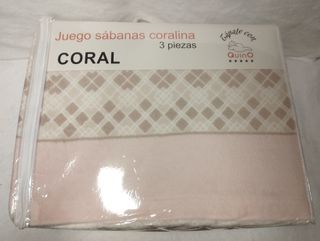 Juego sábanas coralina
3 piezas
CORAL
Tápate con
QuinO